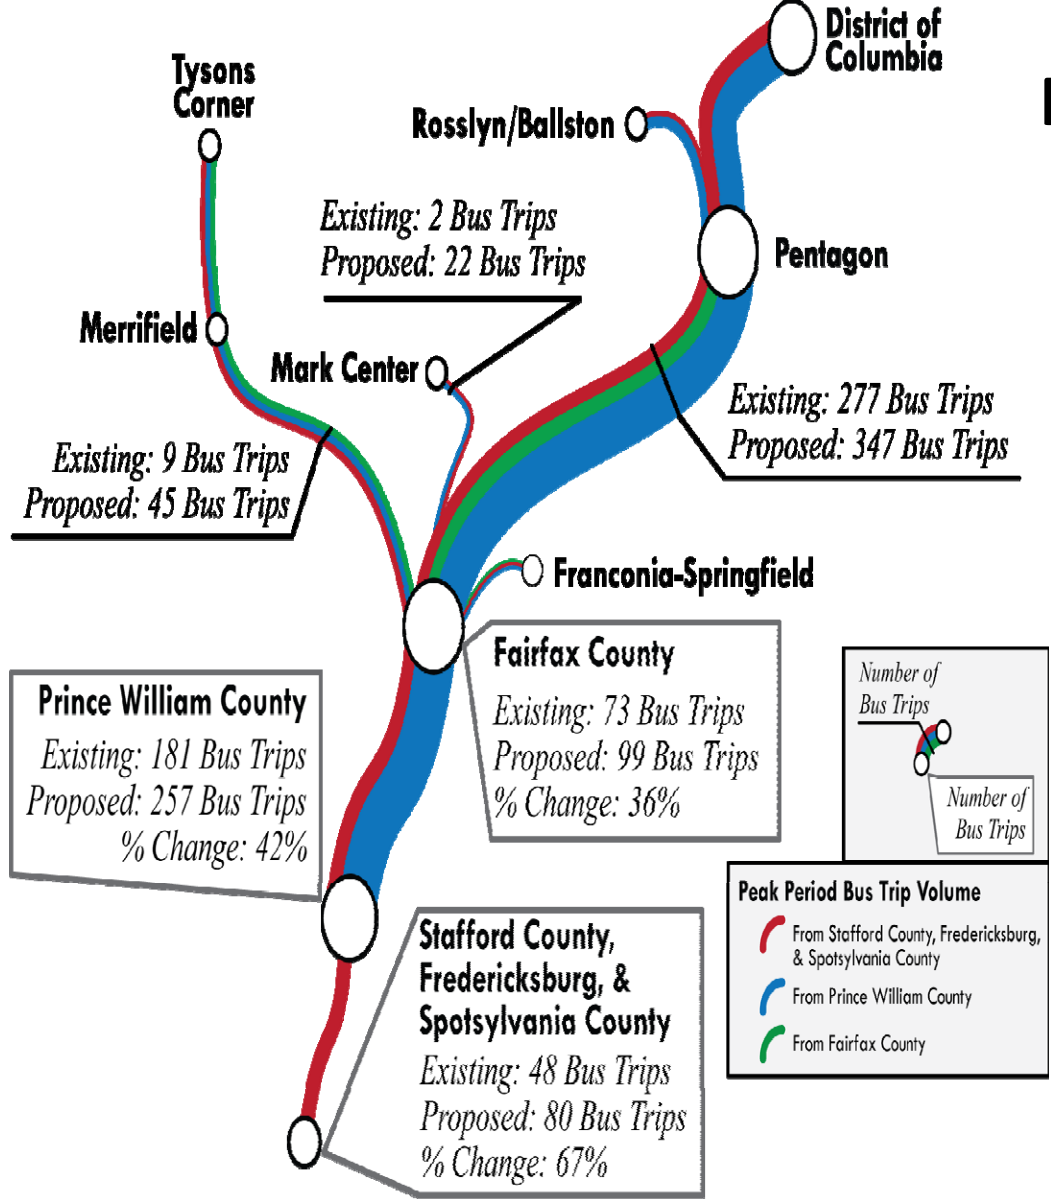 District of
Columbia
Tysons
Corner
Rosslyn/Ballston
Existing: 2 Bus Trips
Proposed: 22 Bus Trips
Pentagon
Merrifield
Mark Center
Existing: 277 Bus Trips
Proposed: 347 Bus Trips
Existing: 9 Bus Trips
Proposed: 45 Bus Trips
Franconia-Springfield
Fairfax County
Existing: 73 Bus Trips
Proposed: 99 Bus Trips
% Change: 36%
Prince William County
Existing: 181 Bus Trips
Proposed: 257 Bus Trips
% Change: 42%
Number of
Bus Trips
Number of
Bus Trips
Peak Period Bus Trip Volume
From Stafford County, Fredericksburg,
& Spotsylvania County
From Prince William County
From Fairfax County
Stafford County,
Fredericksburg, &
Spotsylvania County
Existing: 48 Bus Trips
Proposed: 80 Bus Trips
% Change: 67%